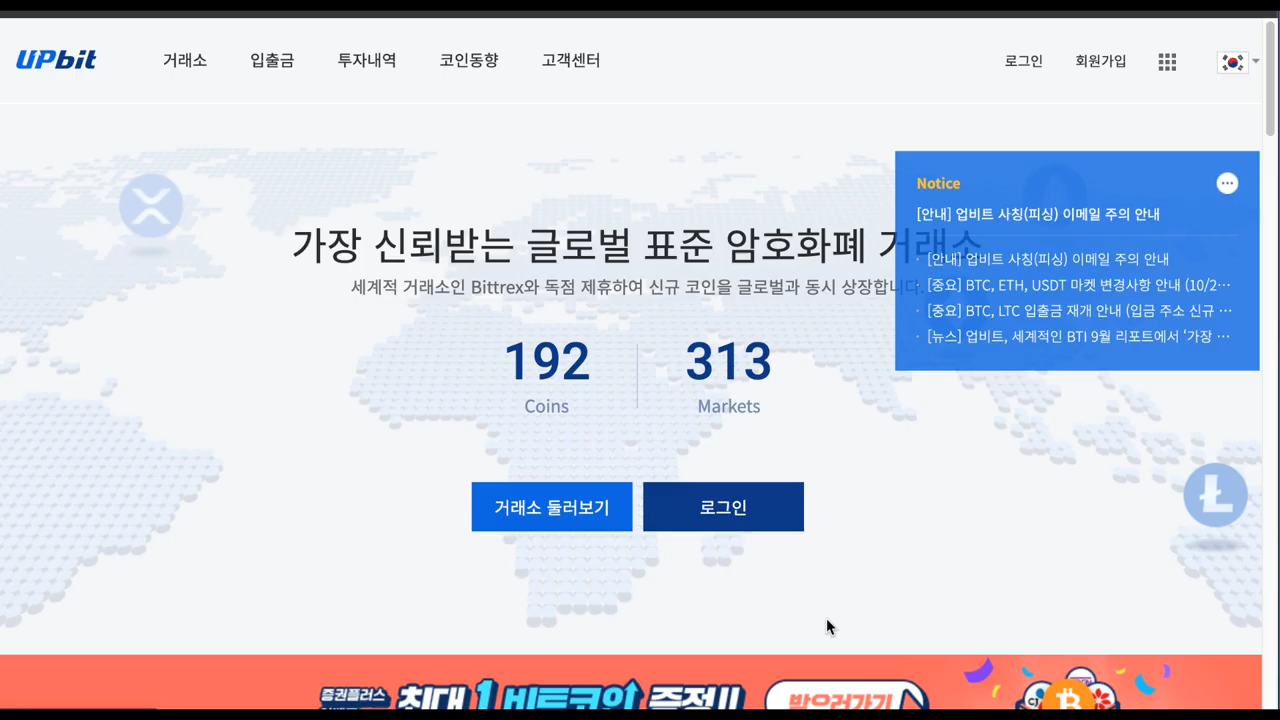 UPbit
거래소 입출금 투자내역 코인동향 고객센터
로그인 회원가입
Notice
[안내] 업비트 사칭(피싱) 이메일 주의 안내
[안내] 업비트 사칭(피싱) 이메일 주의 안내
[중요] BTC, ETH, USDT 마켓 변경사항 안내 (10/2…
[중요] BTC, LTC 입출금 재개 안내 (입금 주소 신규 …
[뉴스] 업비트, 세계적인 BTI 9월 리포트에서 ‘가장 …
가장 신뢰받는 글로벌 표준 암호화폐 거래소
세계적 거래소인 Bittrex와 독점 제휴하여 신규 코인을 글로벌과 동시 상장합니다.
192 313
Coins Markets
거래소 둘러보기 로그인
증권플러스
최대 1 비트코인 증정!! 받으러가기